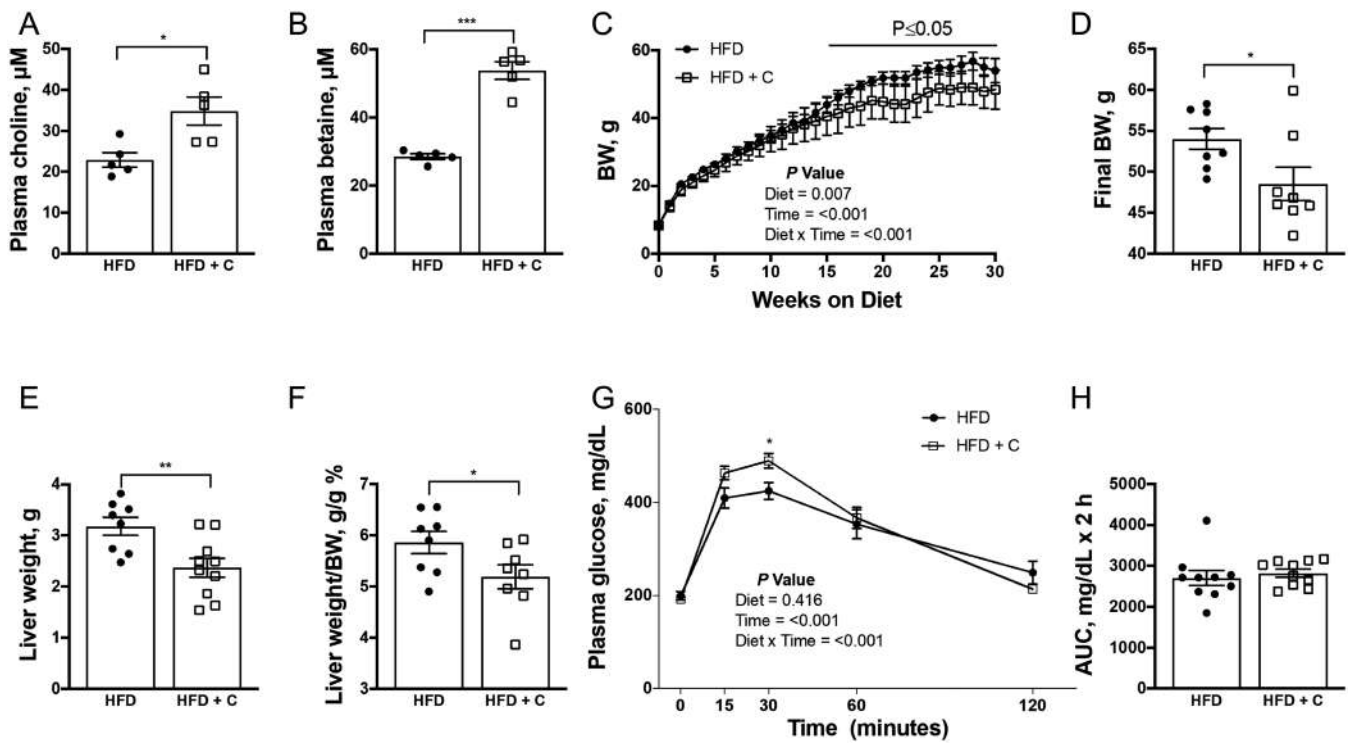 A
*
Plasma choline, µM
50
40
30
20
10
0
HFD
HFD + C
B
***
Plasma betaine, µM
60
40
20
0
HFD
HFD + C
C
P≤0.05
HFD
HFD + C
BW, g
60
40
20
0
P Value
Diet = 0.007
Time = <0.001
Diet x Time = <0.001
0
5
10
15
20
25
30
Weeks on Diet
D
*
Final BW, g
65
60
55
50
45
40
HFD
HFD + C
E
**
Liver weight, g
4
3
2
1
0
HFD
HFD + C
F
*
Liver weight/BW, g/g %
7
6
5
4
3
HFD
HFD + C
G
HFD
HFD + C
*
Plasma glucose, mg/dL
600
400
200
0
P Value
Diet = 0.416
Time = <0.001
Diet x Time = <0.001
0
15
30
60
120
Time (minutes)
H
AUC, mg/dL x 2 h
5000
4000
3000
2000
1000
0
HFD
HFD + C